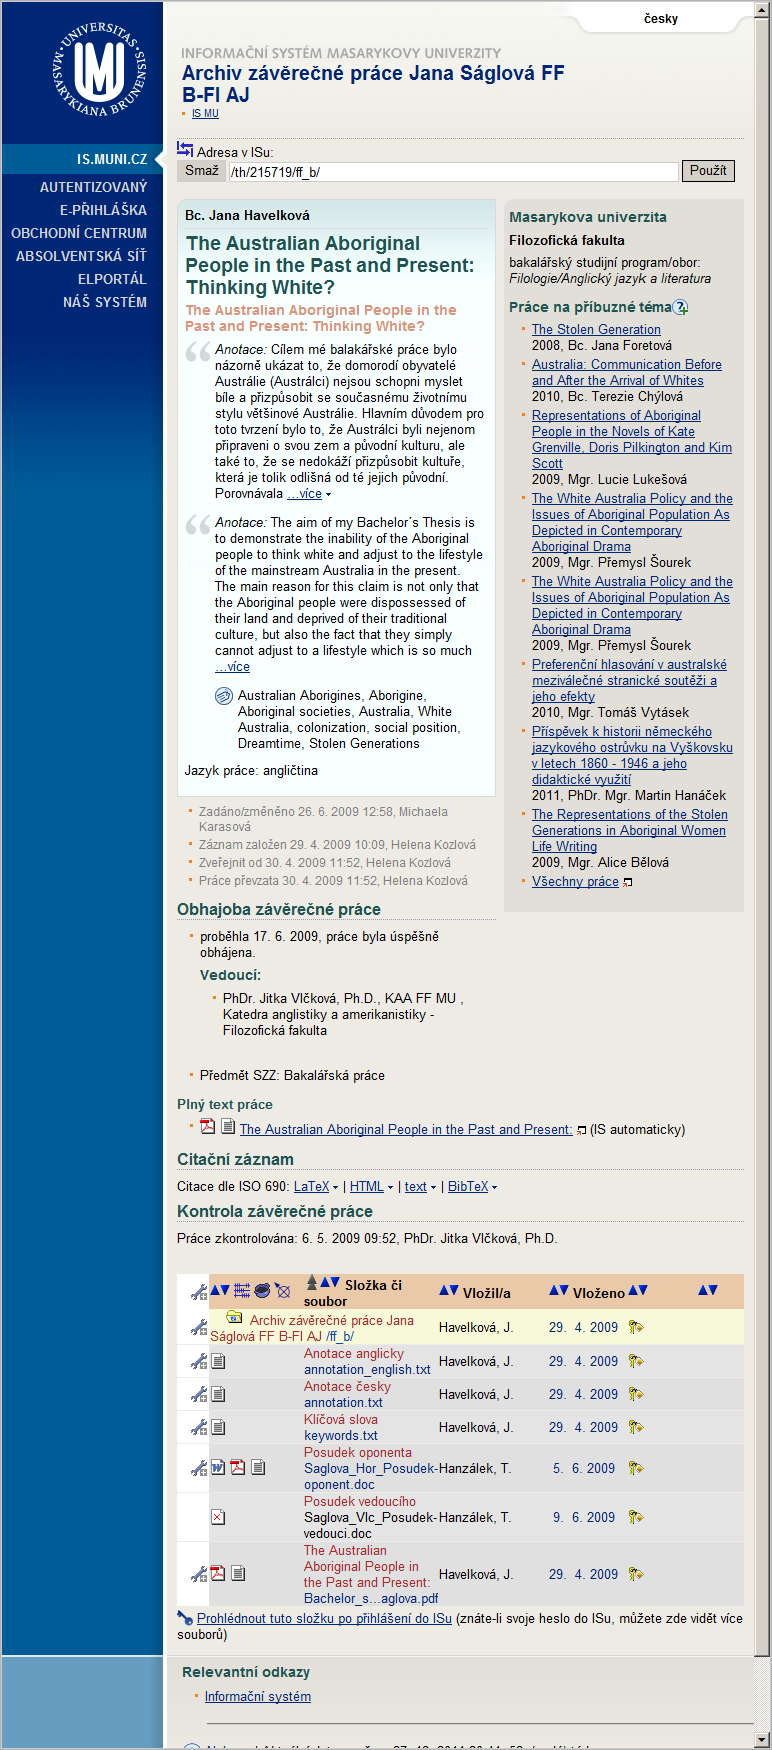 česky
UNIVERSITAS MASARYKIANA BRUNENSIS
INFORMAČNÍ SYSTÉM MASARYKOVY UNIVERZITY
Archiv závěrečné práce Jana Ságlová FF
B-FI AJ
IS MU
IS.MUNI.CZ
AUTENTIZOVANÝ
E-PŘIHLÁŠKA
OBCHODNÍ CENTRUM
ABSOLVENTSKÁ SÍŤ
ELPORTÁL
NÁŠ SYSTÉM
Adresa v ISu:
Smaž /th/215719/ff_b/ Použít
Bc. Jana Havelková
The Australian Aboriginal
People in the Past and Present:
Thinking White?
The Australian Aboriginal People in the
Past and Present: Thinking White?
Anotace: Cílem mé balakářské práce bylo
názorně ukázat to, že domorodí obyvatelé
Austrálie (Austrálci) nejsou schopni myslet
bíle a přizpůsobit se současnému životnímu
stylu většinové Austrálie. Hlavním důvodem pro
toto tvrzení bylo to, že Austrálci byli nejenom
připraveni o svou zem a původní kulturu, ale
také to, že se nedokáží přizpůsobit kultuře,
která je tolik odlišná od té jejich původní.
Porovnávala ...více
Anotace: The aim of my Bachelor´s Thesis is
to demonstrate the inability of the Aboriginal
people to think white and adjust to the lifestyle
of the mainstream Australia in the present.
The main reason for this claim is not only that
the Aboriginal people were dispossessed of
their land and deprived of their traditional
culture, but also the fact that they simply
cannot adjust to a lifestyle which is so much
...více
Australian Aborigines, Aborigine,
Aboriginal societies, Australia, White
Australia, colonization, social position,
Dreamtime, Stolen Generations
Jazyk práce: angličtina
Zadáno/změněno 26. 6. 2009 12:58, Michaela
Karasová
Záznam založen 29. 4. 2009 10:09, Helena Kozlová
Zveřejnit od 30. 4. 2009 11:52, Helena Kozlová
Práce převzata 30. 4. 2009 11:52, Helena Kozlová
Masarykova univerzita
Filozofická fakulta
bakalářský studijní program/obor:
Filologie/Anglický jazyk a literatura
Práce na příbuzné téma
The Stolen Generation
2008, Bc. Jana Foretová
Australia: Communication Before
and After the Arrival of Whites
2010, Bc. Terezie Chýlová
Representations of Aboriginal
People in the Novels of Kate
Grenville, Doris Pilkington and Kim
Scott
2009, Mgr. Lucie Lukešová
The White Australia Policy and the
Issues of Aboriginal Population As
Depicted in Contemporary
Aboriginal Drama
2009, Mgr. Přemysl Šourek
The White Australia Policy and the
Issues of Aboriginal Population As
Depicted in Contemporary
Aboriginal Drama
2009, Mgr. Přemysl Šourek
Preferenční hlasování v australské
meziválečné stranické soutěži a
jeho efekty
2010, Mgr. Tomáš Vytásek
Příspěvek k historii německého
jazykového ostrůvku na Vyškovsku
v letech 1860 - 1946 a jeho
didaktické využití
2011, PhDr. Mgr. Martin Hanáček
The Representations of the Stolen
Generations in Aboriginal Women
Life Writing
2009, Mgr. Alice Bělová
Všechny práce
Obhajoba závěrečné práce
proběhla 17. 6. 2009, práce byla úspěšně
obhájena.
Vedoucí:
PhDr. Jitka Vlčková, Ph.D., KAA FF MU ,
Katedra anglistiky a amerikanistiky -
Filozofická fakulta
Předmět SZZ: Bakalářská práce
Plný text práce
The Australian Aboriginal People in the Past and Present: (IS automaticky)
Citační záznam
Citace dle ISO 690: LaTeX | HTML | text | BibTeX
Kontrola závěrečné práce
Práce zkontrolována: 6. 5. 2009 09:52, PhDr. Jitka Vlčková, Ph.D.
Složka či
soubor Vložil/a Vloženo
Archiv závěrečné práce Jana
Ságlová FF B-FI AJ /ff_b/ Havelková, J. 29. 4. 2009
Anotace anglicky
annotation_english.txt Havelková, J. 29. 4. 2009
Anotace česky
annotation.txt Havelková, J. 29. 4. 2009
Klíčová slova
keywords.txt Havelková, J. 29. 4. 2009
Posudek oponenta
Saglova_Hor_Posudek- Hanzálek, T. 5. 6. 2009
oponent.doc
Posudek vedoucího
Saglova_Vlc_Posudek- Hanzálek, T. 9. 6. 2009
vedouci.doc
The Australian
Aboriginal People in
the Past and Present: Havelková, J. 29. 4. 2009
Bachelor_s...aglova.pdf
Prohlédnout tuto složku po přihlášení do ISu (znáte-li svoje heslo do ISu, můžete zde vidět více
souborů)
Relevantní odkazy
Informační systém